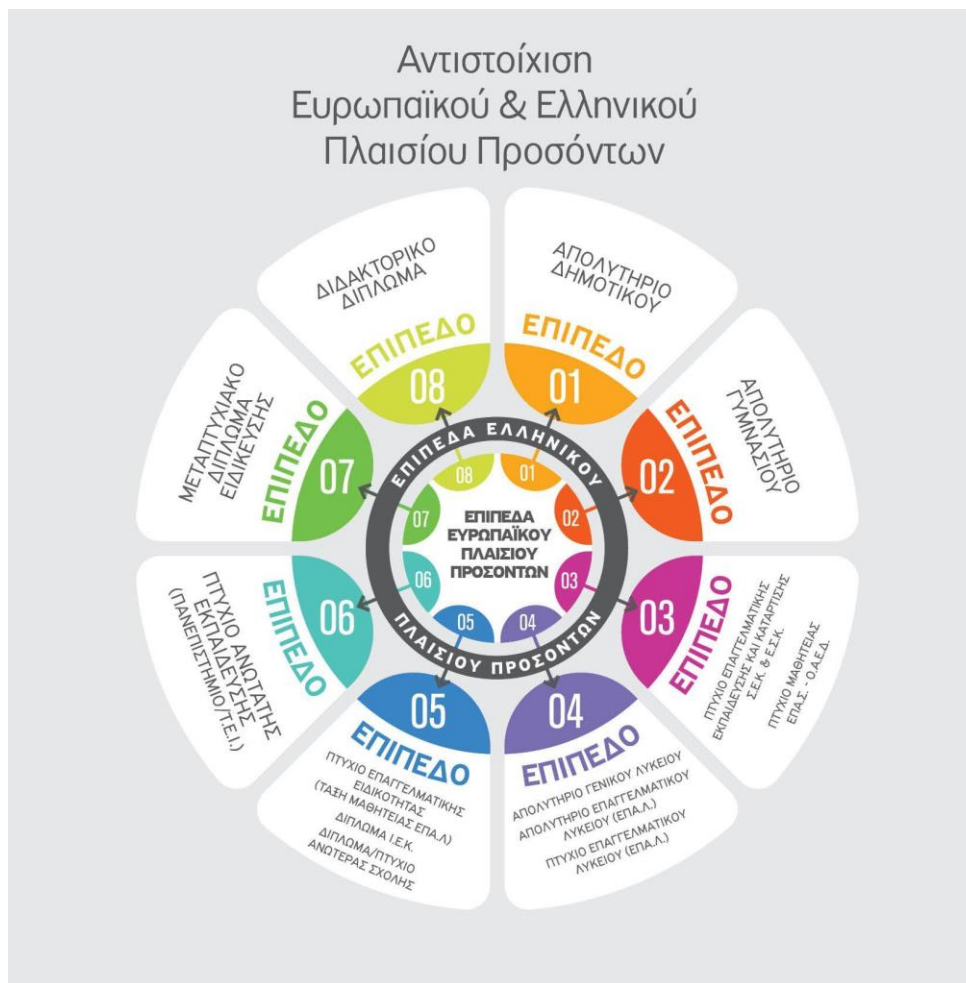 Αντιστοίχιση
Ευρωπαϊκού & Ελληνικού
Πλαισίου Προσόντων
ΑΠΟΛΥΤΗΡΙΟ
ΔΗΜΟΤΙΚΟΥ
ΕΠΙΠΕΔΟ
01
ΑΠΟΛΥΤΗΡΙΟ
ΓΥΜΝΑΣΙΟΥ
ΕΠΙΠΕΔΟ
02
ΕΠΙΠΕΔΟ
03
ΠΤΥΧΙΟ ΕΠΑΓΓΕΛΜΑΤΙΚΗΣ
ΕΚΠΑΙΔΕΥΣΗΣ ΚΑΙ ΚΑΤΑΡΤΙΣΗΣ
Σ.Ε.Κ. & Ε.Σ.Κ.
ΠΤΥΧΙΟ ΜΑΘΗΤΕΙΑΣ
ΕΠΑ.Σ. - Ο.Α.Ε.Δ.
04
ΕΠΙΠΕΔΟ
ΑΠΟΛΥΤΗΡΙΟ ΓΕΝΙΚΟΥ ΛΥΚΕΙΟΥ
ΑΠΟΛΥΤΗΡΙΟ ΕΠΑΓΓΕΛΜΑΤΙΚΟΥ
ΛΥΚΕΙΟΥ (ΕΠΑ.Λ.)
ΠΤΥΧΙΟ ΕΠΑΓΓΕΛΜΑΤΙΚΟΥ
ΛΥΚΕΙΟΥ (ΕΠΑ.Λ.)
05
ΕΠΙΠΕΔΟ
ΠΤΥΧΙΟ ΕΠΑΓΓΕΛΜΑΤΙΚΗΣ
ΕΙΔΙΚΟΤΗΤΑΣ
(ΤΑΞΗ ΜΑΘΗΤΕΙΑΣ ΕΠΑ.Λ)
ΔΙΠΛΩΜΑ Ι.Ε.Κ.
ΔΙΠΛΩΜΑ/ΠΤΥΧΙΟ
ΑΝΩΤΕΡΑΣ ΣΧΟΛΗΣ
06
ΕΠΙΠΕΔΟ
ΠΤΥΧΙΟ ΑΝΩΤΑΤΗΣ
ΕΚΠΑΙΔΕΥΣΗΣ
(ΠΑΝΕΠΙΣΤΗΜΙΟ/Τ.Ε.Ι.)
ΜΕΤΑΠΤΥΧΙΑΚΟ
ΔΙΠΛΩΜΑ
ΕΙΔΙΚΕΥΣΗΣ
ΕΠΙΠΕΔΟ
07
ΔΙΔΑΚΤΟΡΙΚΟ
ΔΙΠΛΩΜΑ
ΕΠΙΠΕΔΟ
08
ΕΠΙΠΕΔΑ ΕΛΛΗΝΙΚΟΥ
ΠΛΑΙΣΙΟΥ ΠΡΟΣΟΝΤΩΝ
01
02
03
04
05
06
07
08
ΕΠΙΠΕΔΑ
ΕΥΡΩΠΑΪΚΟΥ
ΠΛΑΙΣΙΟΥ
ΠΡΟΣΟΝΤΩΝ